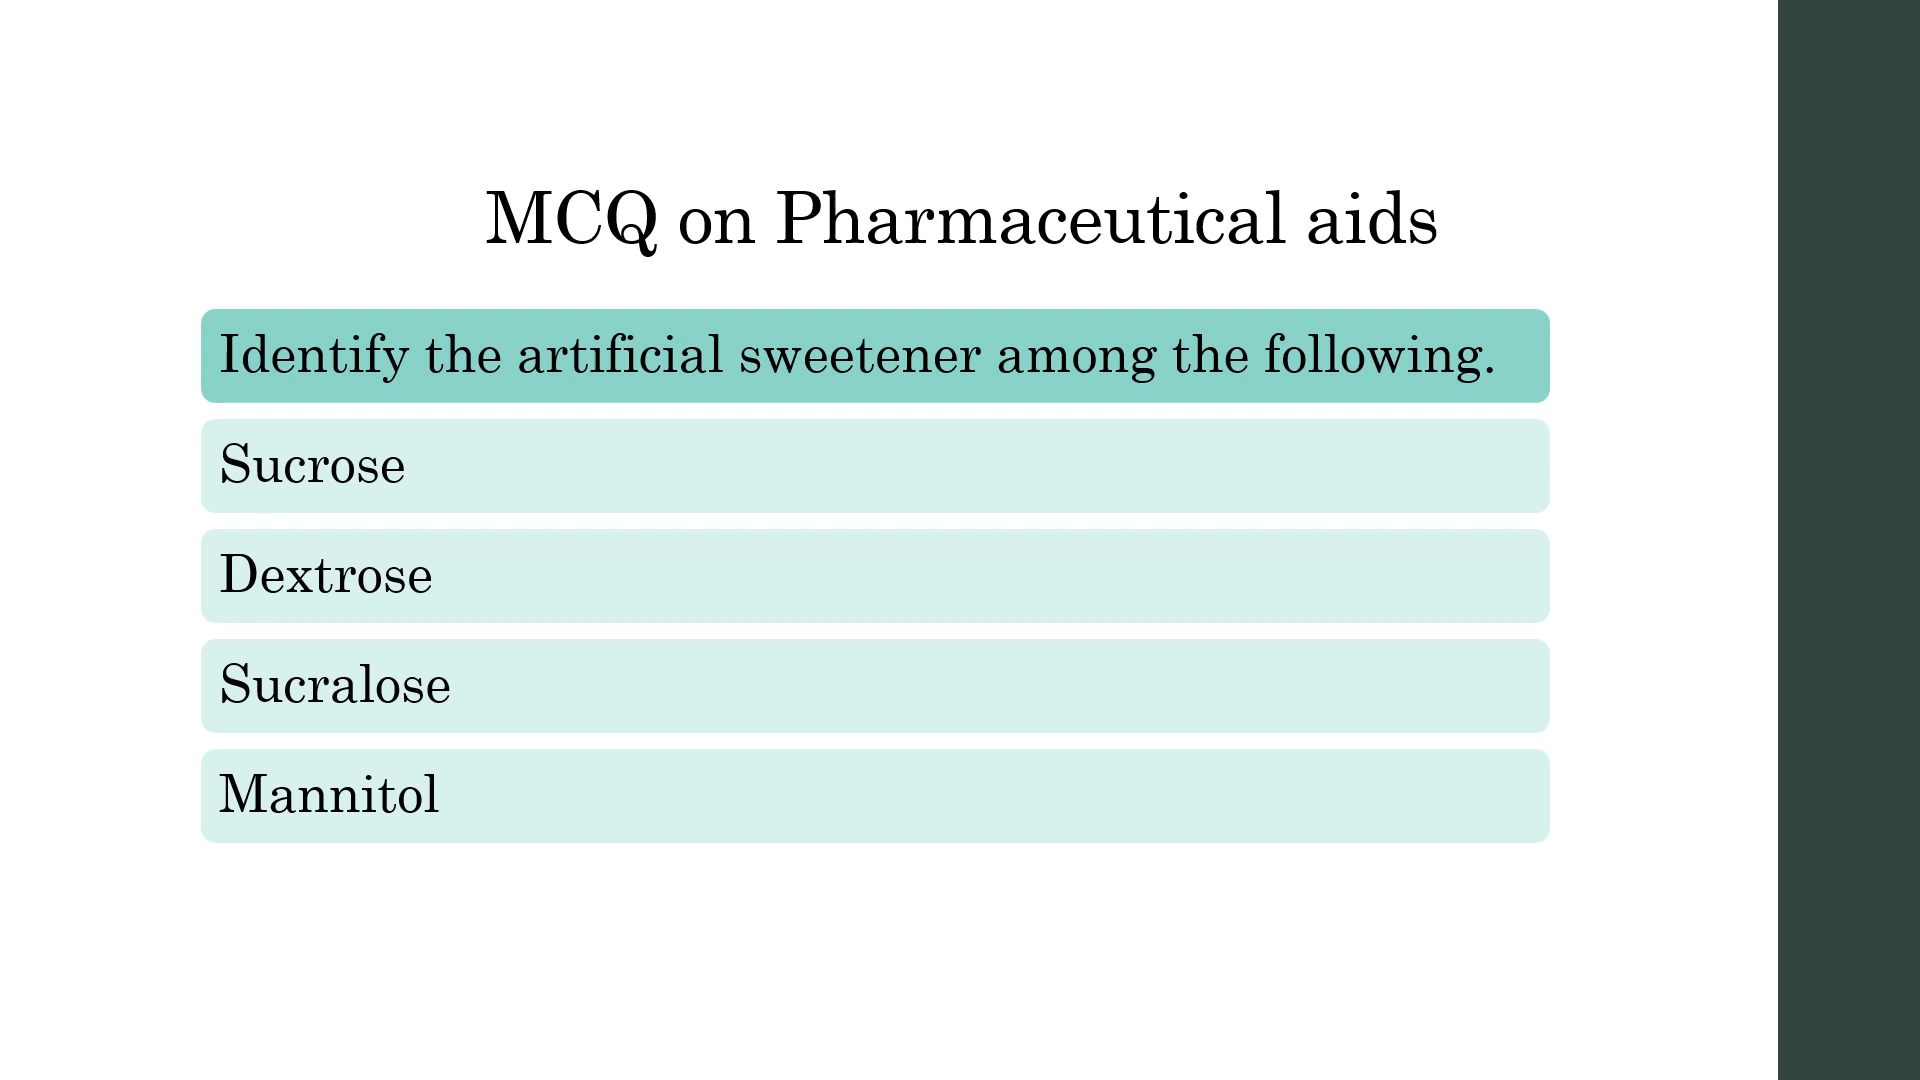 MCQ on Pharmaceutical aids
Identify the artificial sweetener among the following.
Sucrose
Dextrose
Sucralose
Mannitol